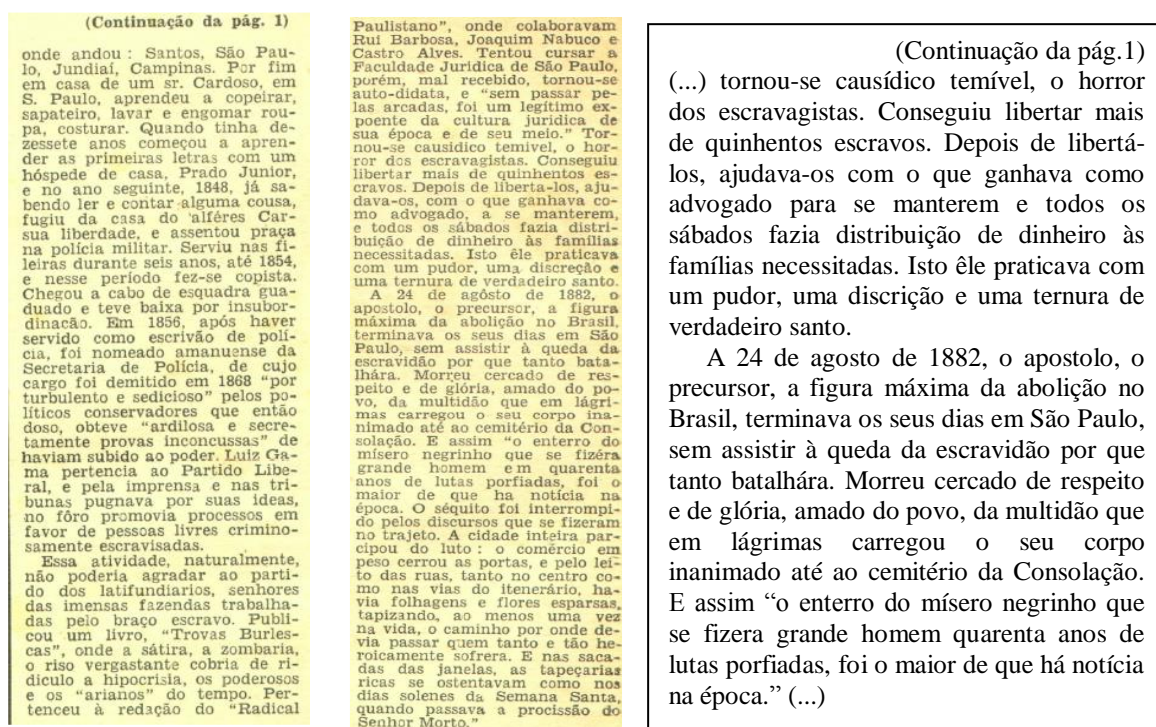 (Continuação da pág. 1)
onde andou : Santos, São Pau-
lo, Jundiaí, Campinas. Por fim
em casa de um sr. Cardoso, em
S. Paulo, aprendeu a copeirar,
sapateiro, lavar e engomar rou-
pa, costurar. Quando tinha de-
zessete anos começou a apren-
der as primeiras letras com um
hóspede de casa, Prado Junior,
e no ano seguinte, 1848, já sa-
bendo ler e contar alguma cousa,
fugiu da casa do alféres Car-
sua liberdade, e assentou praça
na polícia militar. Serviu nas fi-
leiras durante seis anos, até 1854,
e nesse período fez-se copista.
Chegou a cabo de esquadra gua-
duado e teve baixa por insubor-
dinacão. Em 1856, após haver
servido como escrivão de polí-
cia, foi nomeado amanuense da
Secretaria de Polícia, de cujo
cargo foi demitido em 1868 "por
turbulento e sedicioso" pelos po-
líticos conservadores que então
doso, obteve "ardilosa e secre-
tamente provas inconcussas" de
haviam subido ao poder. Luiz Ga-
ma pertencia ao Partido Libe-
ral, e pela imprensa e nas tri-
bunas pugnava por suas ideas,
no fôro promovia processos em
favor de pessoas livres crimino-
samente escravisadas.
Essa atividade, naturalmente,
não poderia agradar ao parti-
do dos latifundiarios, senhores
das imensas fazendas trabalha-
das pelo braço escravo. Publi-
cou um livro, "Trovas Burles-
cas", onde a sátira, a zombaria,
o riso vergastante cobria de ri-
diculo a hipocrisia, os poderosos
e os "arianos" do tempo. Per-
tenceu à redação do "Radical
Paulistano", onde colaboravam
Rui Barbosa, Joaquim Nabuco e
Castro Alves. Tentou cursar a
Faculdade Juridica de São Paulo,
porém, mal recebido, tornou-se
auto-didata, e "sem passar pe-
las arcadas, foi um legítimo ex-
poente da cultura juridica de
sua época e de seu meio." Tor-
nou-se causidico temivel, o hor-
ror dos escravagistas. Conseguiu
libertar mais de quinhentos es-
cravos. Depois de liberta-los, aju-
dava-os, com o que ganhava co-
mo advogado, a se manterem,
e todos os sábados fazia distri-
buição de dinheiro às famílias
necessitadas. Isto êle praticava
com um pudor, uma discreção e
uma ternura de verdadeiro santo.
A 24 de agôsto de 1882, o
apostolo, o precursor, a figura
máxima da abolição no Brasil,
terminava os seus dias em São
Paulo, sem assistir à queda da
escravidão por que tanto bata-
lhára. Morreu cercado de res-
peito e de glória, amado do po-
vo, da multidão que em lágri-
mas carregou o seu corpo ina-
nimado até ao cemitério da Con-
solação. E assim "o enterro do
mísero negrinho que se fizéra
grande homem em quarenta
anos de lutas porfiadas, foi o
maior de que ha notícia na
época. O séquito foi interrompi-
do pelos discursos que se fizeram
no trajeto. A cidade inteira par-
cipou do luto : o comércio em
peso cerrou as portas, e pelo lei-
to das ruas, tanto no centro co-
mo nas vias do itenerário, ha-
via folhagens e flores esparsas,
tapizando, ao menos uma vez
na vida, o caminho por onde de-
via passar quem tanto e tão he-
roicamente sofrera. E nas saca-
das das janelas, as tapeçarias
ricas se ostentavam como nos
dias solenes da Semana Santa,
quando passava a procissão do
Senhor Morto."
(Continuação da pág.1)
(...) tornou-se causídico temível, o horror
dos escravagistas. Conseguiu libertar mais
de quinhentos escravos. Depois de libertá-
los, ajudava-os com o que ganhava como
advogado para se manterem e todos os
sábados fazia distribuição de dinheiro às
famílias necessitadas. Isto êle praticava com
um pudor, uma discrição e uma ternura de
verdadeiro santo.
A 24 de agosto de 1882, o apostolo, o
precursor, a figura máxima da abolição no
Brasil, terminava os seus dias em São Paulo,
sem assistir à queda da escravidão por que
tanto batalhára. Morreu cercado de respeito
e de glória, amado do povo, da multidão que
em lágrimas carregou o seu corpo
inanimado até ao cemitério da Consolação.
E assim “o enterro do mísero negrinho que
se fizera grande homem quarenta anos de
lutas porfiadas, foi o maior de que há notícia
na época.” (...)